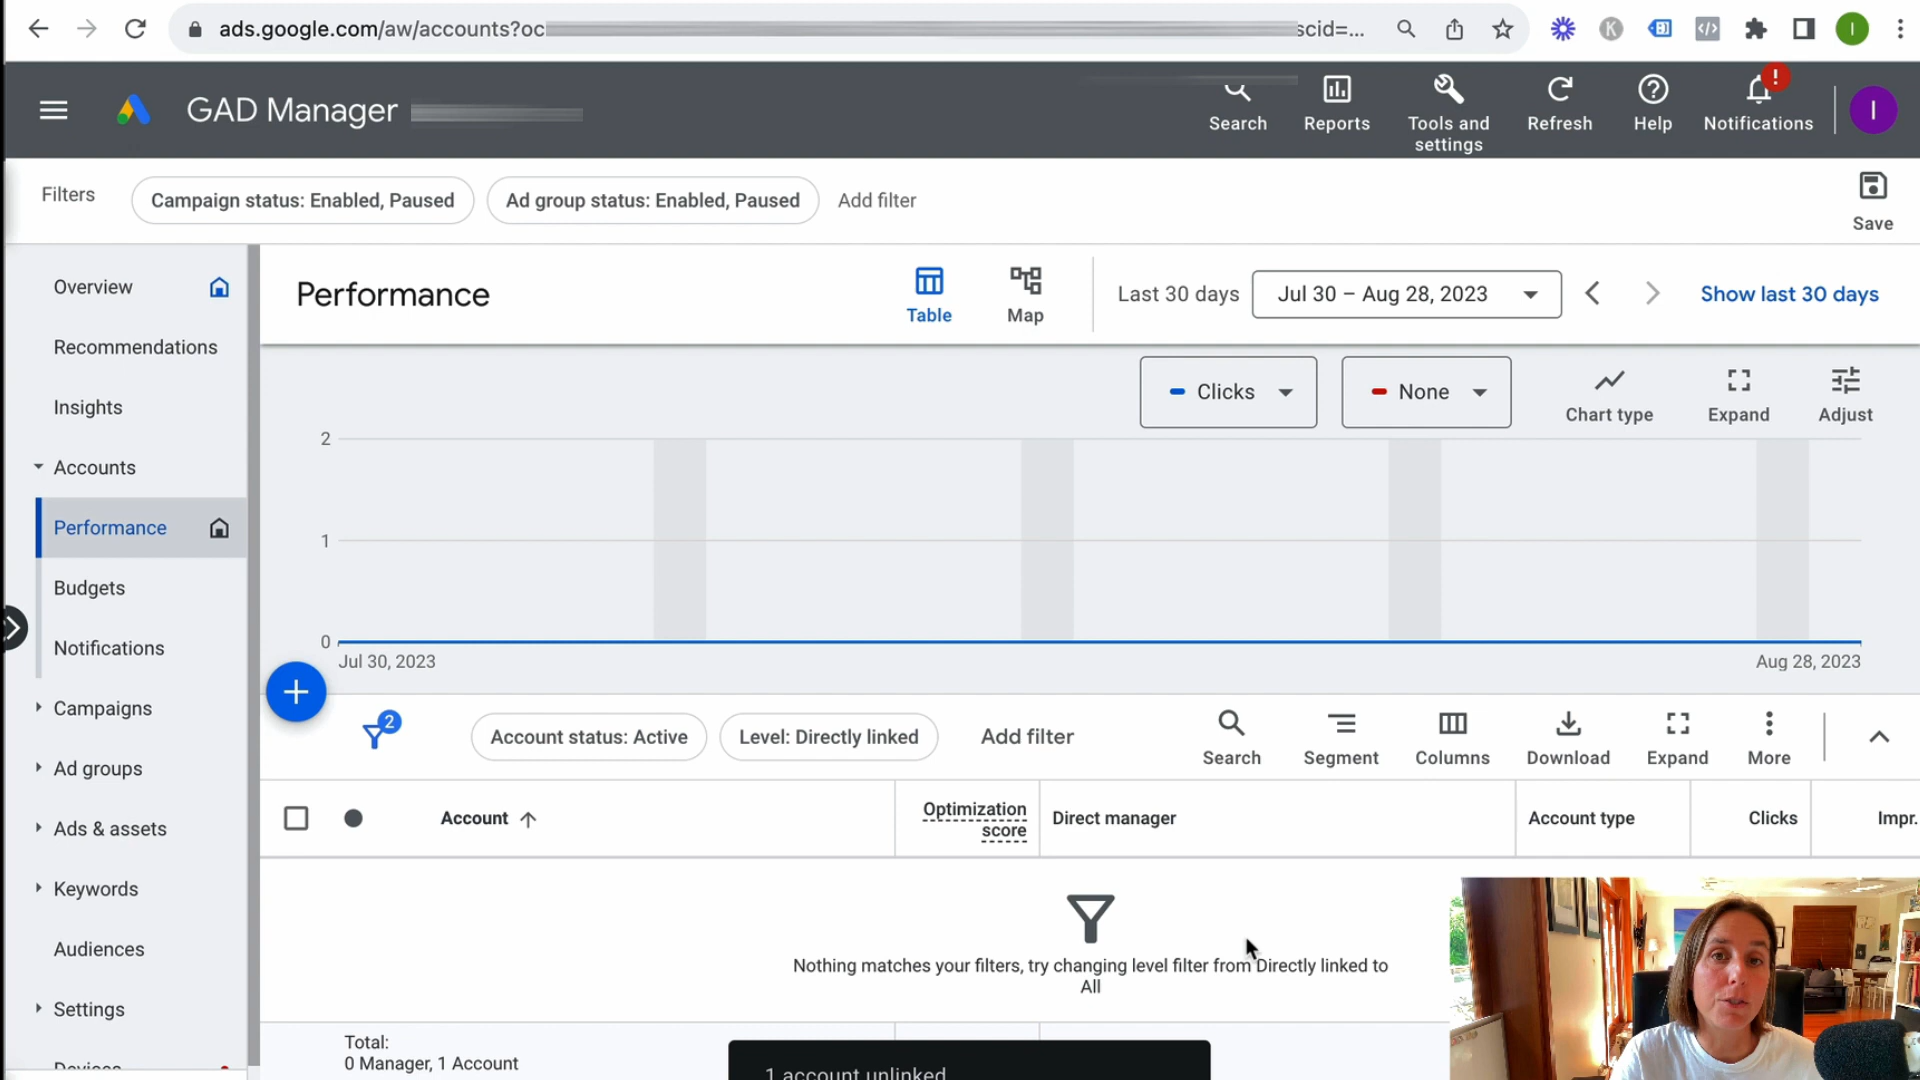 ads.google.com/aw/accounts?oc
scid=...
K
I
GAD Manager
Search
Reports
Tools and
settings
Refresh
Help
!
Notifications
I
Filters
Campaign status: Enabled, Paused
Ad group status: Enabled, Paused
Add filter
Save
Overview
Recommendations
Insights
Accounts
Performance
Budgets
Notifications
Campaigns
Ad groups
Ads & assets
Keywords
Audiences
Settings
Devices
Performance
Table
Map
Last 30 days
Jul 30 – Aug 28, 2023
Show last 30 days
Clicks
None
Chart type
Expand
Adjust
2
1
0
Jul 30, 2023
Aug 28, 2023
2
Account status: Active
Level: Directly linked
Add filter
Search
Segment
Columns
Download
Expand
More
Account
Optimization
score
Direct manager
Account type
Clicks
Impr.
Nothing matches your filters, try changing level filter from Directly linked to
All
Total:
0 Manager, 1 Account
1 account unlinked